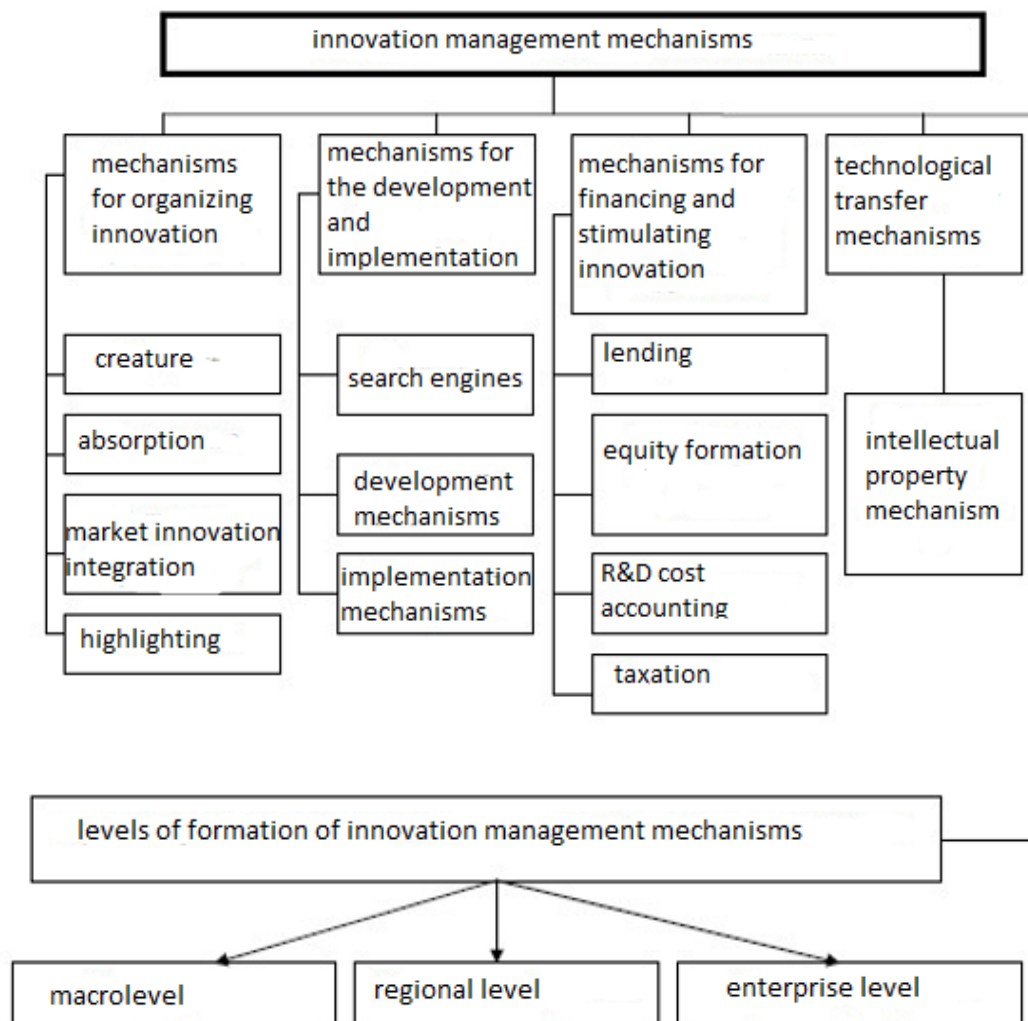 innovation management mechanisms
mechanisms
for organizing
innovation
mechanisms for
the development
and
implementation
mechanisms for
financing and
stimulating
innovation
technological
transfer
mechanisms
creature
absorption
market innovation
integration
highlighting
search engines
development
mechanisms
implementation
mechanisms
lending
equity formation
R&D cost
accounting
taxation
intellectual
property
mechanism
levels of formation of innovation management mechanisms
macrolevel
regional level
enterprise level